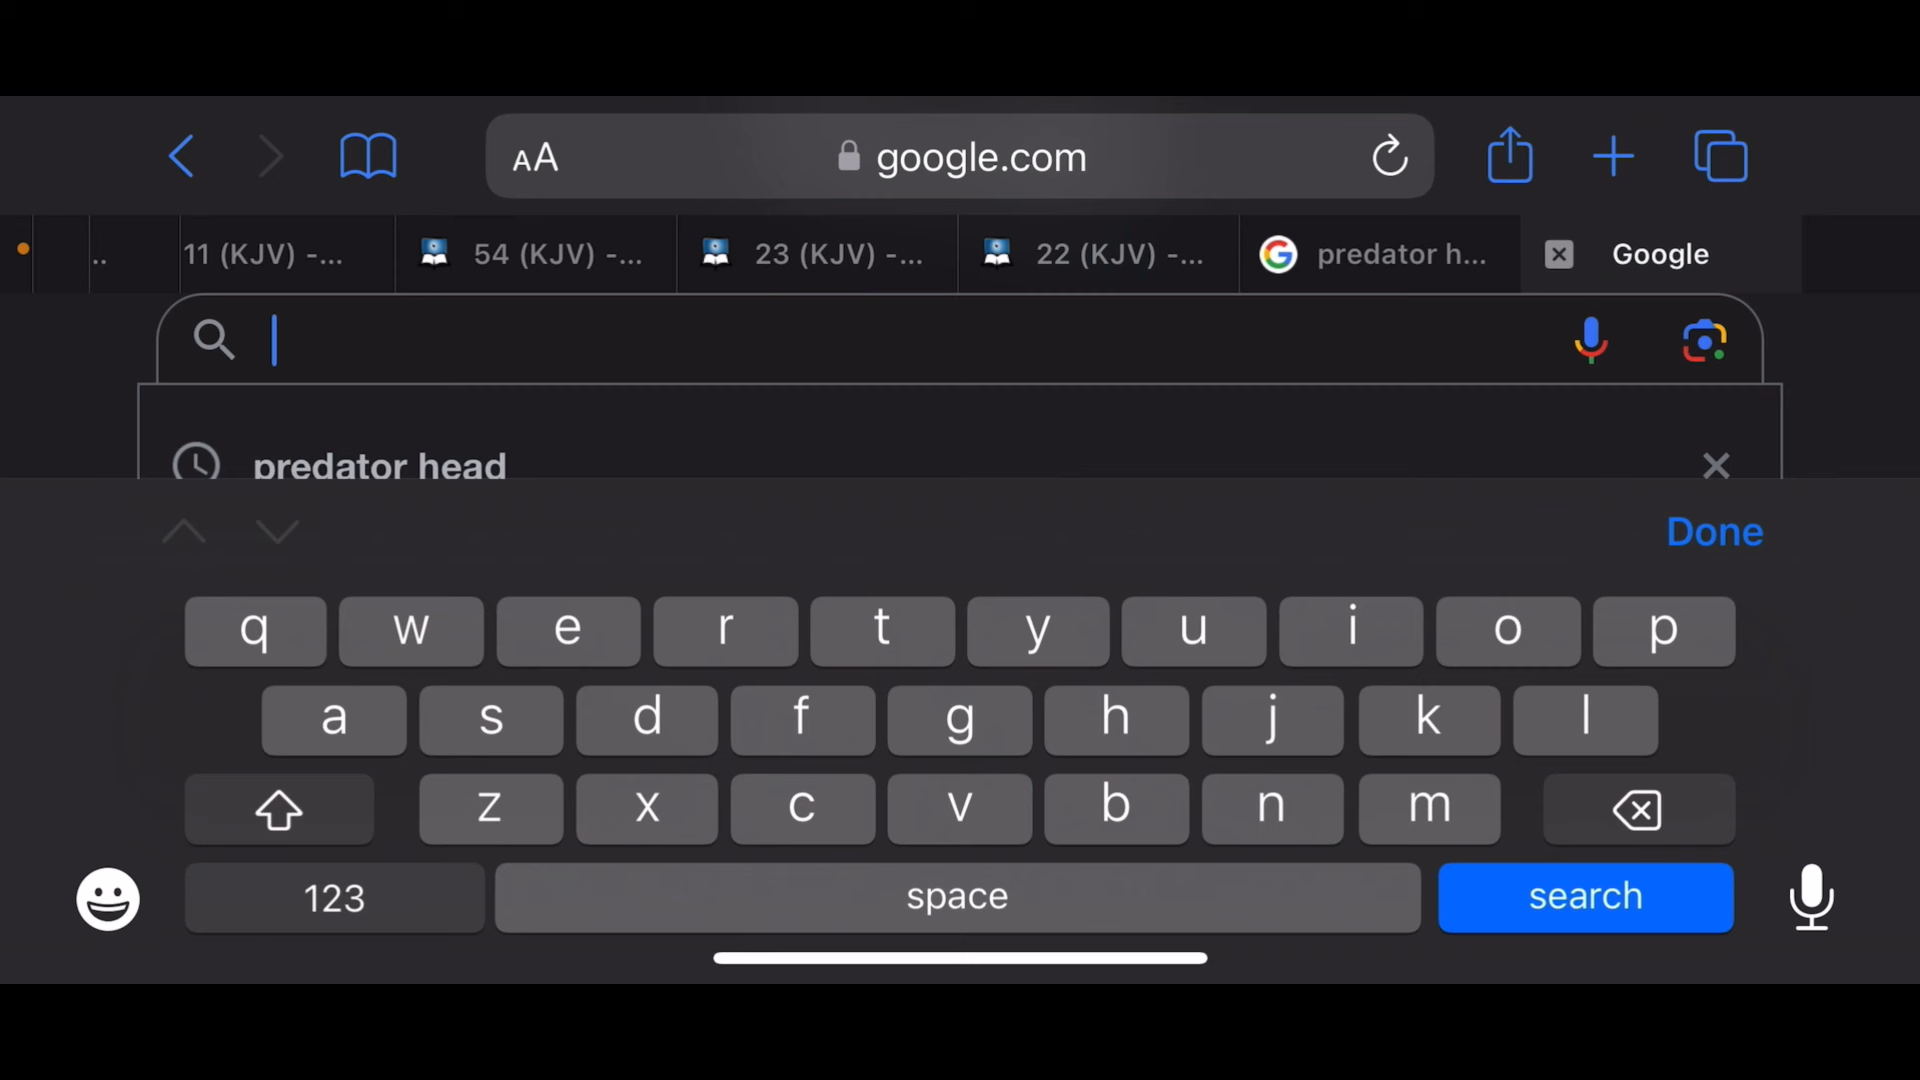 AA google.com
.. 11 (KJV) -... 54 (KJV) -... 23 (KJV) -... 22 (KJV) -... predator h... Google
predator head
Done
q w e r t y u i o p
a s d f g h j k l
z x c v b n m
123 space search